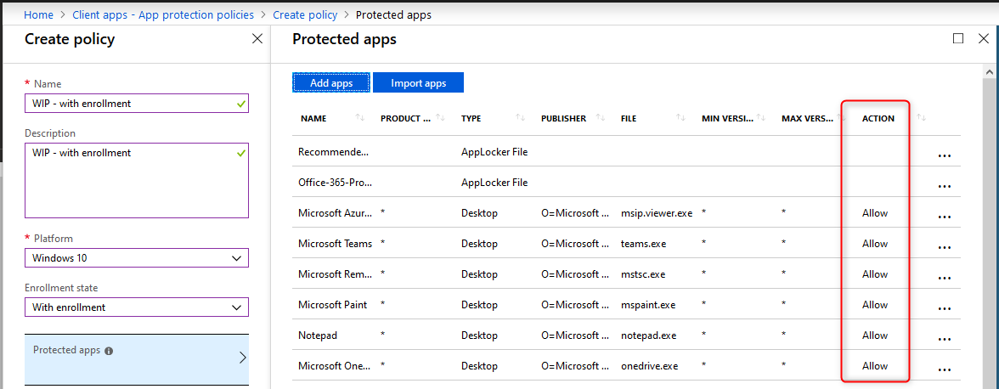 Home > Client apps - App protection policies > Create policy > Protected apps
Create policy
* Name
WIP - with enrollment
Description
WIP - with enrollment
* Platform
Windows 10
Enrollment state
With enrollment
Protected apps
Protected apps
Add apps Import apps
NAME PRODUCT ... TYPE PUBLISHER FILE MIN VERSI... MAX VERS... ACTION
Recommende... AppLocker File ...
Office-365-Pro... AppLocker File ...
Microsoft Azur... * Desktop O=Microsoft ... msip.viewer.exe * * Allow ...
Microsoft Teams * Desktop O=Microsoft ... teams.exe * * Allow ...
Microsoft Rem... * Desktop O=Microsoft ... mstsc.exe * * Allow ...
Microsoft Paint * Desktop O=Microsoft ... mspaint.exe * * Allow ...
Notepad * Desktop O=Microsoft ... notepad.exe * * Allow ...
Microsoft One... * Desktop O=Microsoft ... onedrive.exe * * Allow ...